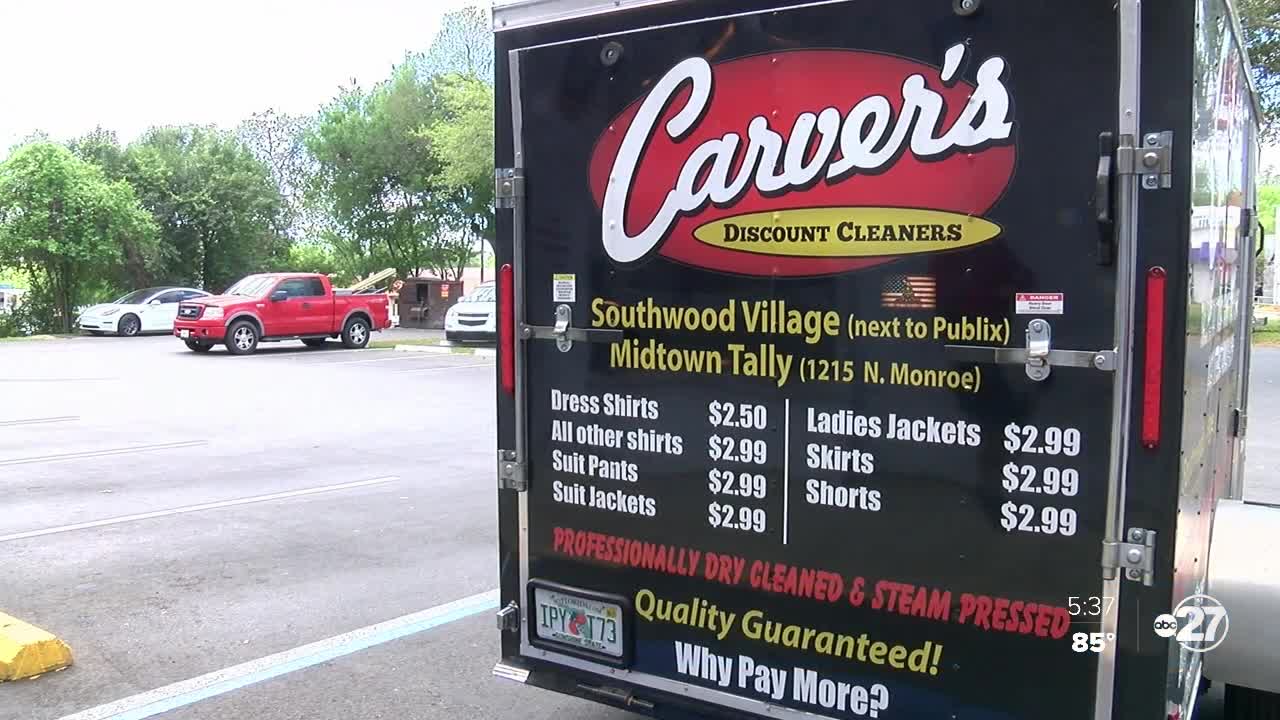 Carver's
DISCOUNT CLEANERS
CAUTION
DANGER
Southwood Village (next to Publix)
Midtown Tally (1215 N. Monroe)
Dress Shirts $2.50
All other shirts $2.99
Suit Pants $2.99
Suit Jackets $2.99
Ladies Jackets $2.99
Skirts $2.99
Shorts $2.99
PROFESSIONALLY DRY CLEANED & STEAM PRESSED
Quality Guaranteed!
Why Pay More?
IPY T73
SUNSHINE STATE
5:37
85°
abc 27